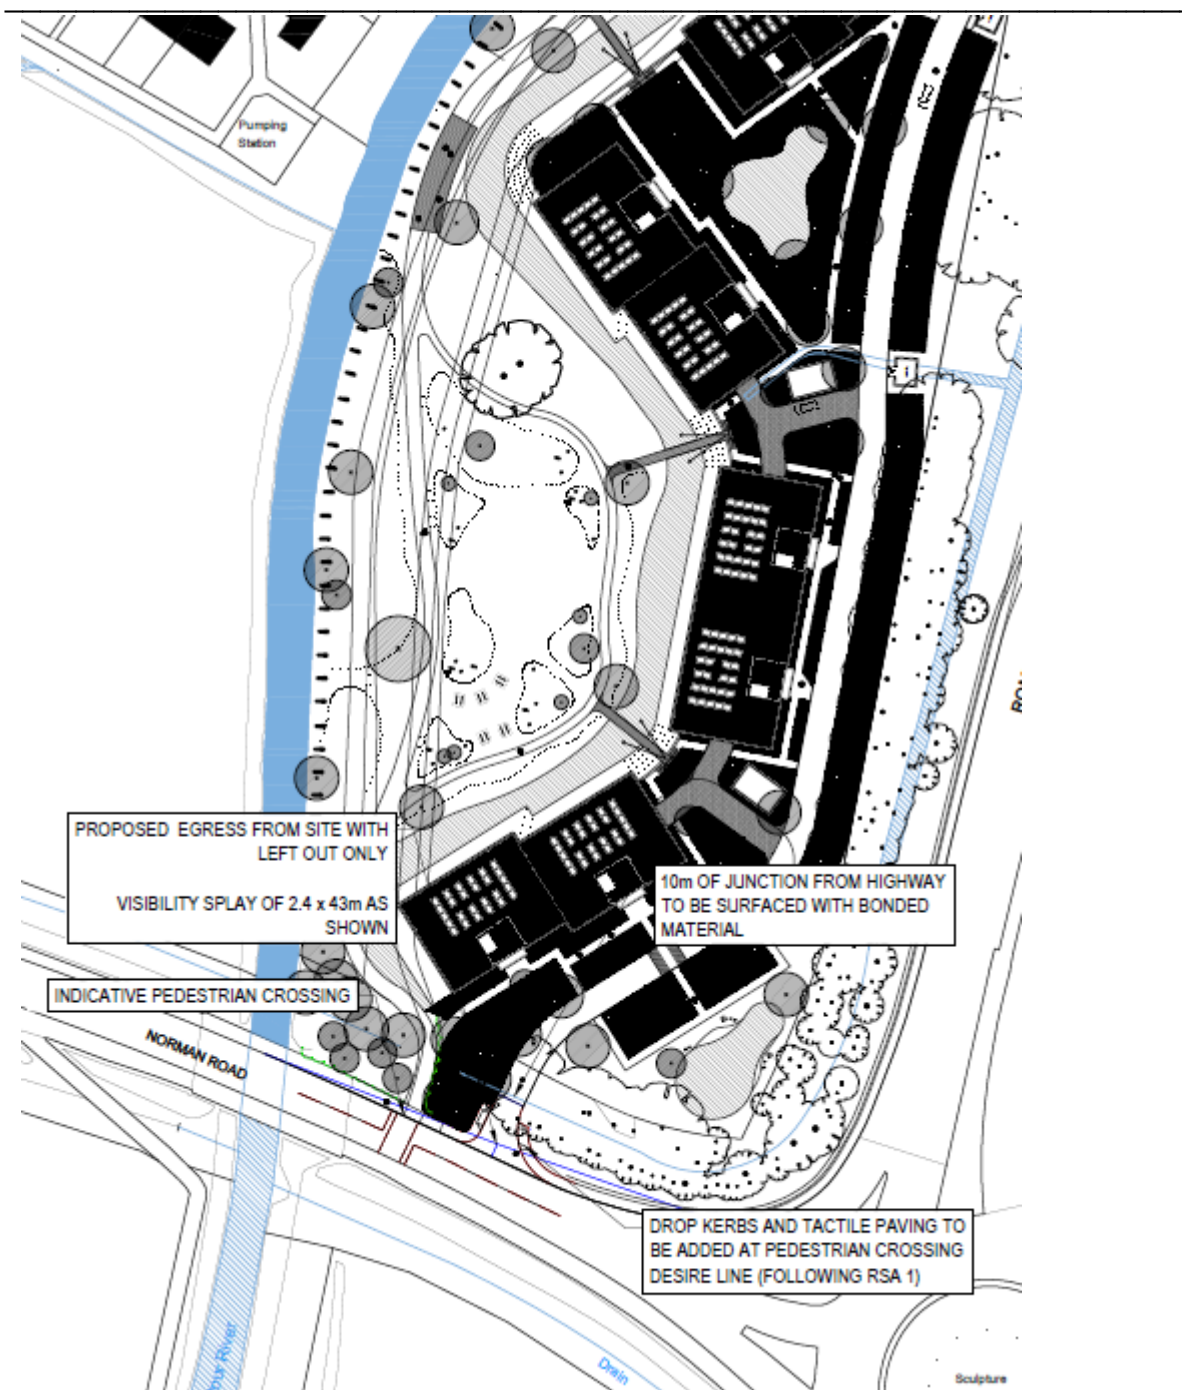 Pumping
Station
PROPOSED EGRESS FROM SITE WITH
LEFT OUT ONLY
VISIBILITY SPLAY OF 2.4 x 43m AS
SHOWN
10m OF JUNCTION FROM HIGHWAY
TO BE SURFACED WITH BONDED
MATERIAL
INDICATIVE PEDESTRIAN CROSSING
NORMAN ROAD
DROP KERBS AND TACTILE PAVING TO
BE ADDED AT PEDESTRIAN CROSSING
DESIRE LINE (FOLLOWING RSA 1)
River
Drain
Sculpture